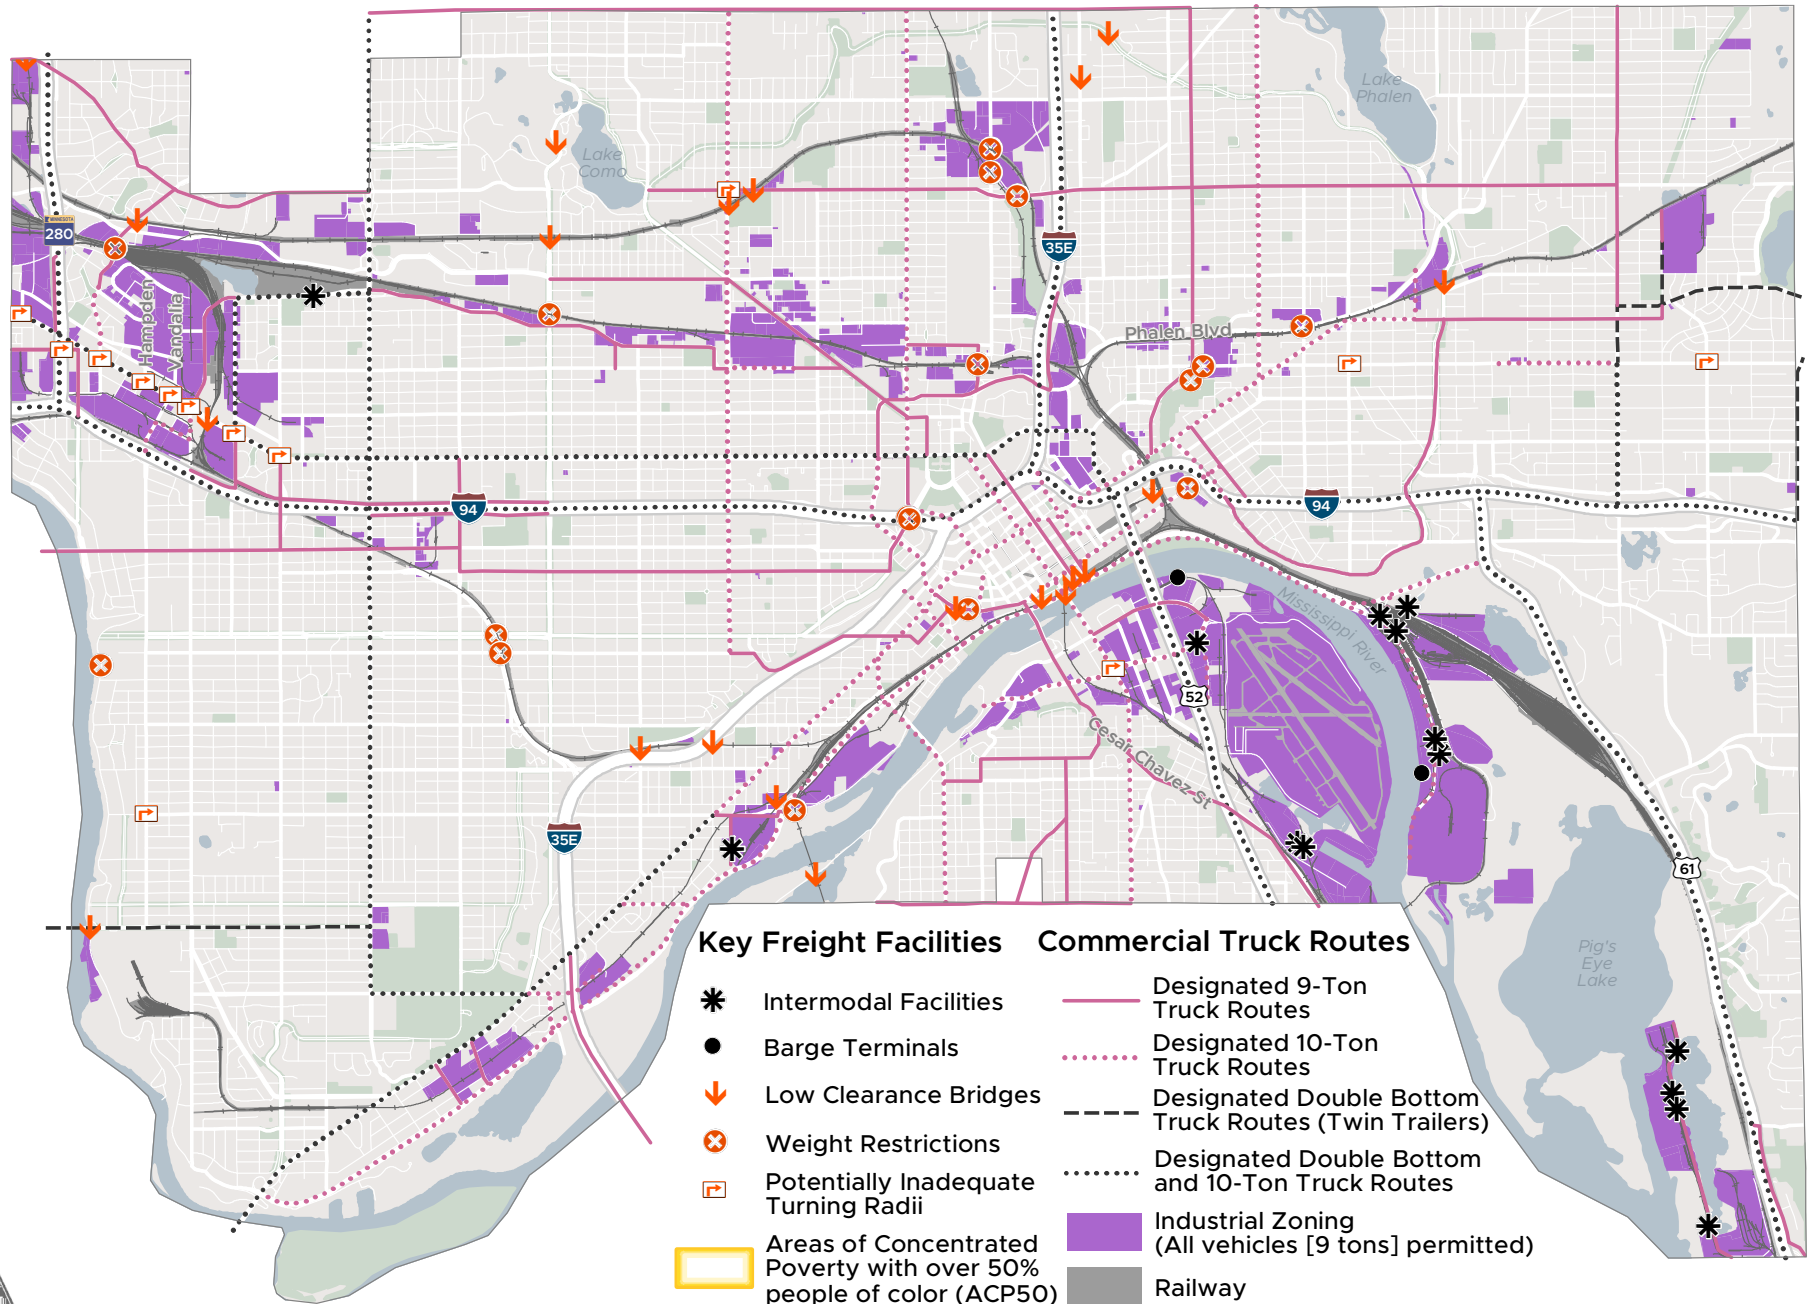 Lake
Phalen
Lake
Como
MINNESOTA
280
35E
Hampden
Vandalia
Phalen Blvd
94
94
Mississippi River
52
Cesar Chavez St
35E
61
Pig's
Eye
Lake
Key Freight Facilities
Intermodal Facilities
Barge Terminals
Low Clearance Bridges
Weight Restrictions
Potentially Inadequate
Turning Radii
Areas of Concentrated
Poverty with over 50%
people of color (ACP50)
Commercial Truck Routes
Designated 9-Ton
Truck Routes
Designated 10-Ton
Truck Routes
Designated Double Bottom
Truck Routes (Twin Trailers)
Designated Double Bottom
and 10-Ton Truck Routes
Industrial Zoning
(All vehicles [9 tons] permitted)
Railway